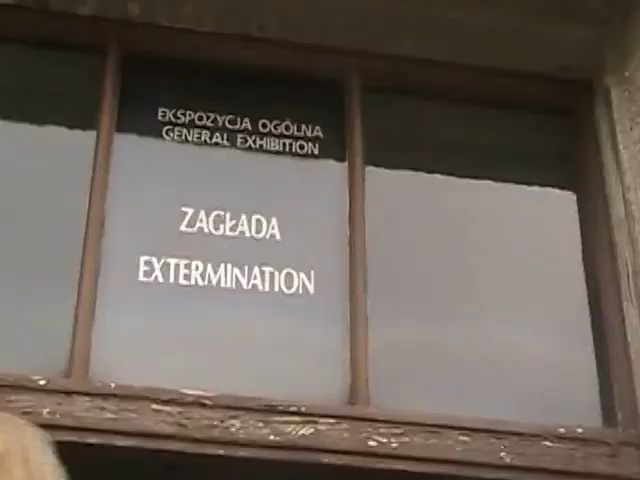 EKSPOZYCJA OGÓLNA
GENERAL EXHIBITION
ZAGŁADA
EXTERMINATION